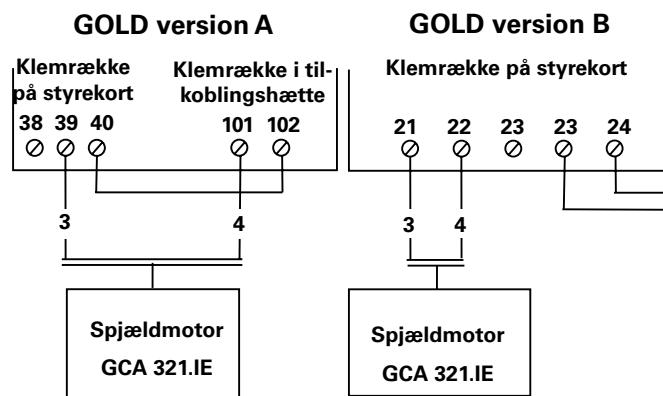 GOLD version A
Klemrække
på styrekort
Klemrække i til-
koblingshætte
38 39 40 101 102
3 4
Spjældmotor
GCA 321.IE
GOLD version B
Klemrække på styrekort
21 22 23 23 24
3 4
Spjældmotor
GCA 321.IE